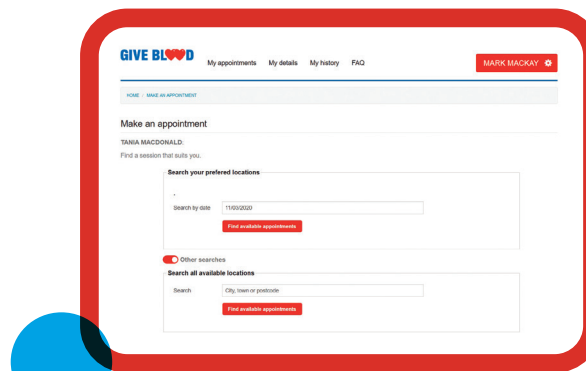 GIVE BLOOD
My appointments My details My history FAQ
MARK MACKAY
HOME / MAKE AN APPOINTMENT
Make an appointment
TANIA MACDONALD.
Find a session that suits you.
Search your prefered locations
Search by date 11/03/2020
Find available appointments
Other searches
Search all available locations
Search City, town or postcode
Find available appointments